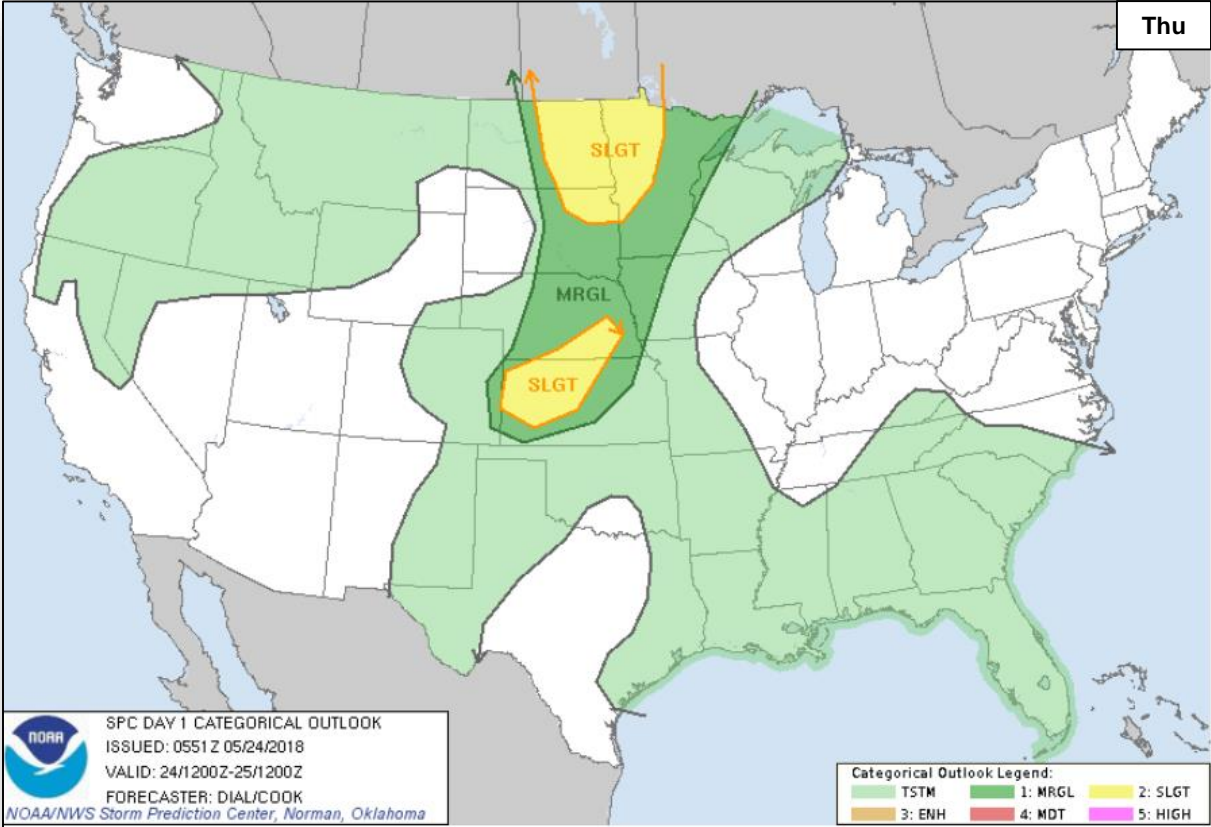 Thu
SLGT
MRGL
SLGT
NOAA
SPC DAY 1 CATEGORICAL OUTLOOK
ISSUED: 0551Z 05/24/2018
VALID: 24/1200Z-25/1200Z
FORECASTER: DIAL/COOK
NOAA/NWS Storm Prediction Center, Norman, Oklahoma
Categorical Outlook Legend:
TSTM 1: MRGL 2: SLGT
3: ENH 4: MDT 5: HIGH